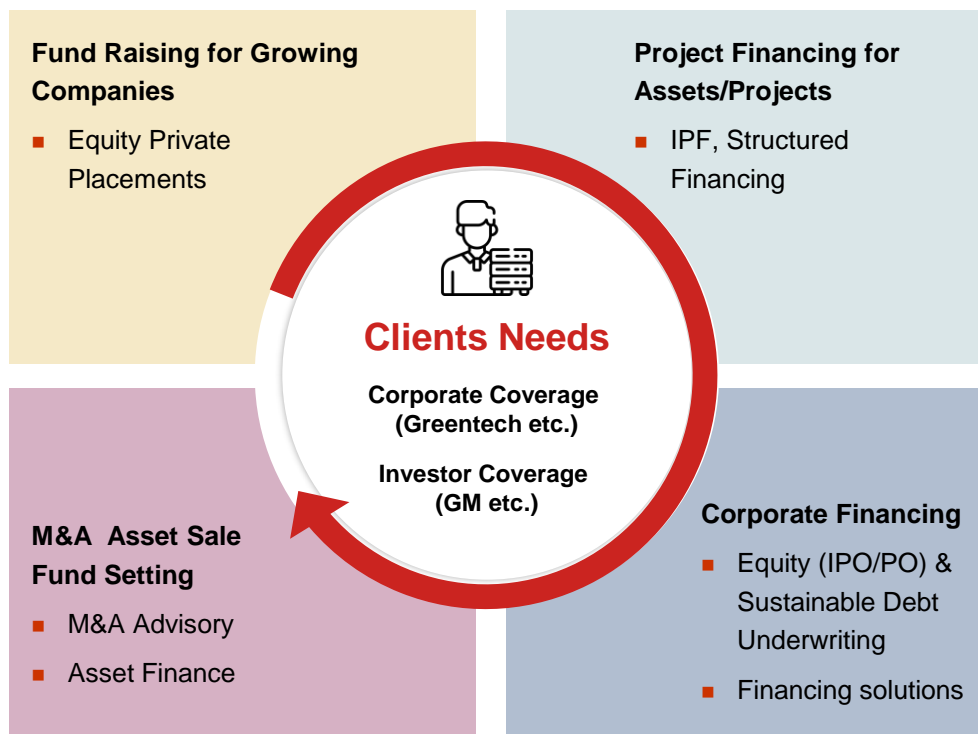 Fund Raising for Growing
Companies
■ Equity Private
Placements
Project Financing for
Assets/Projects
■ IPF, Structured
Financing
Clients Needs
Corporate Coverage
(Greentech etc.)
Investor Coverage
(GM etc.)
M&A Asset Sale
Fund Setting
■ M&A Advisory
■ Asset Finance
Corporate Financing
■ Equity (IPO/PO) &
Sustainable Debt
Underwriting
■ Financing solutions